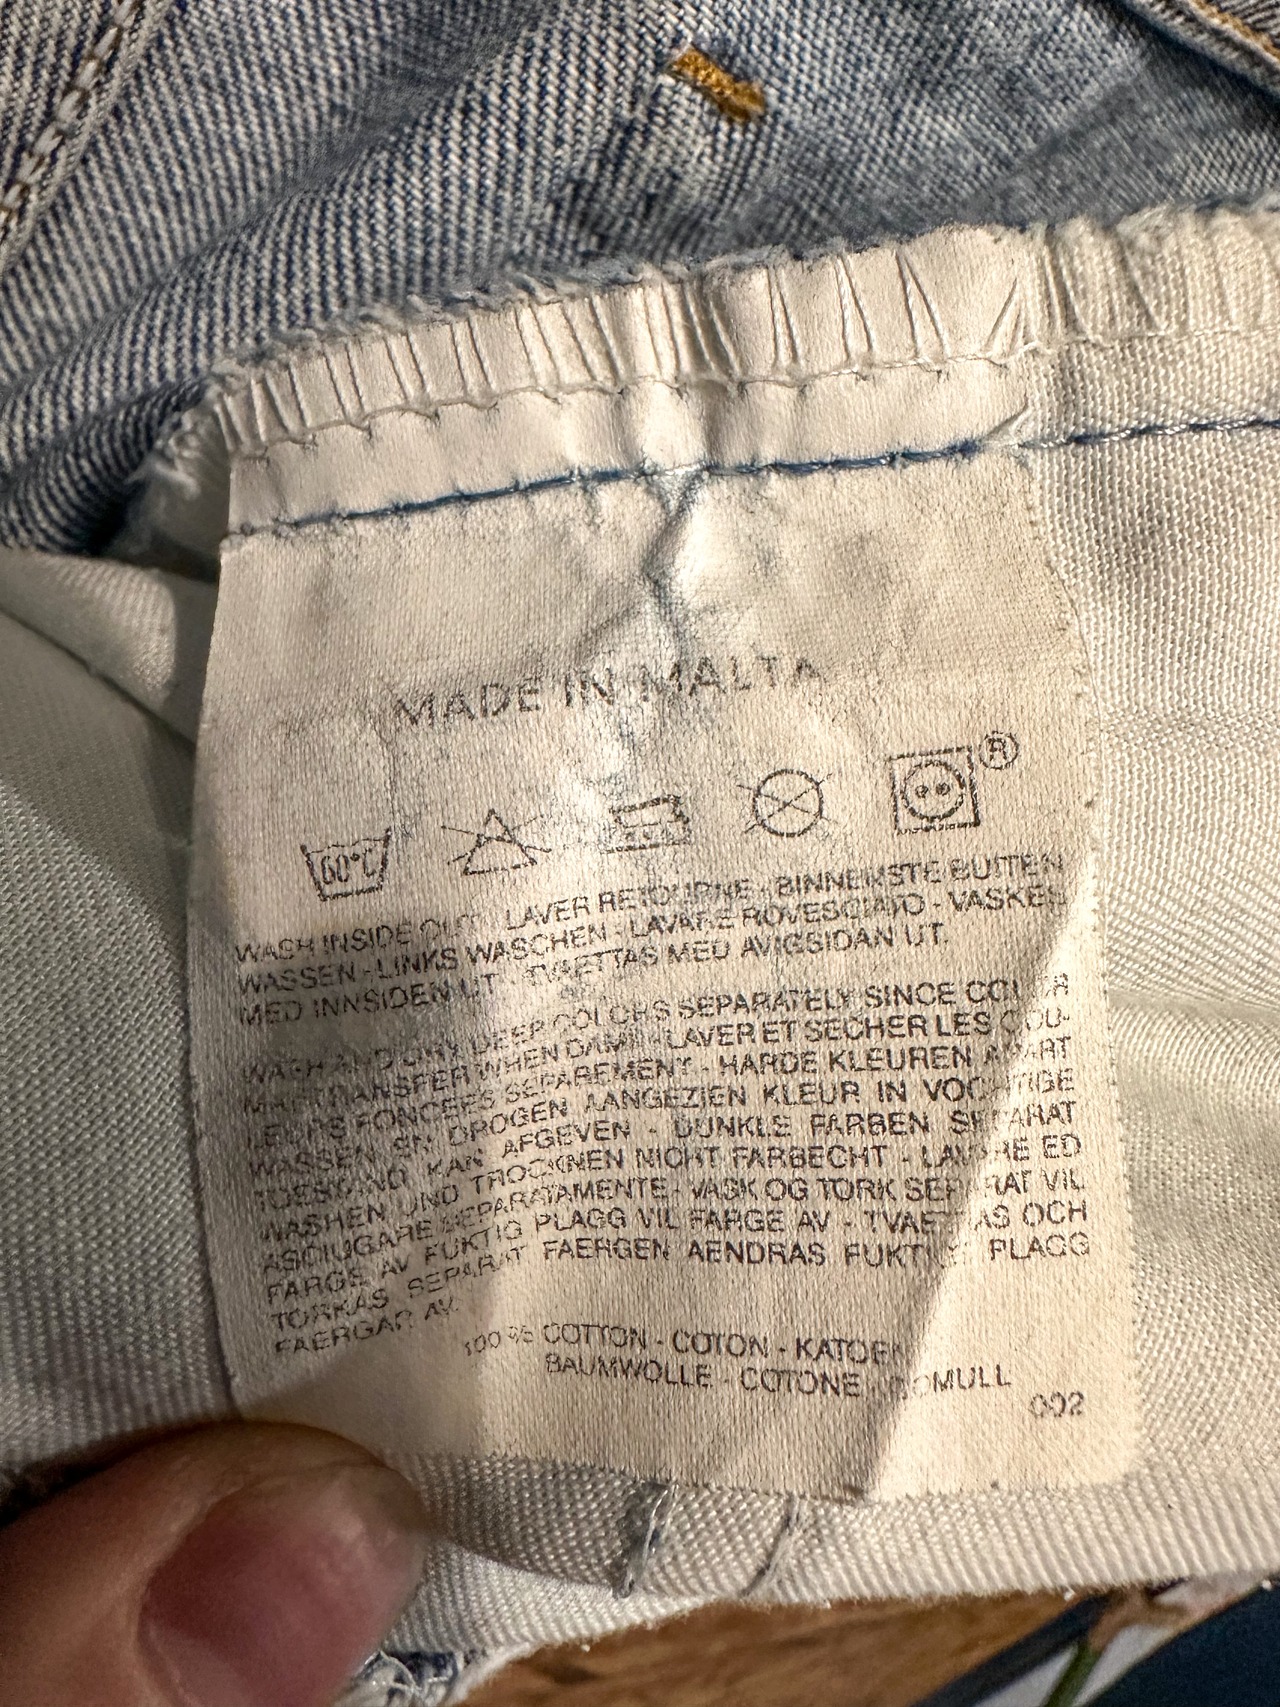 MADE IN MALTA
60°C ®
WASH INSIDE OUT - LAVER RETOURNE - BINNENSTE BUITEN
WASSEN - LINKS WASCHEN - LAVARE ROVESCIATO - VASKES
MED INNSIDEN UT - TVAETTAS MED AVIGSIDAN UT.
WASH AND DRY DEEP COLORS SEPARATELY SINCE COLOR
MAY TRANSFER WHEN DAMP - LAVER ET SECHER LES COU-
LEURS FONCEES SEPAREMENT - HARDE KLEUREN APART
WASSEN EN DROGEN AANGEZIEN KLEUR IN VOCHTIGE
TOESTAND KAN AFGEVEN - DUNKLE FARBEN SEPARAT
WASHEN UND TROCKNEN NICHT FARBECHT - LAVARE ED
ASCIUGARE SEPARATAMENTE - VASK OG TORK SEPARAT VIL
FARGE AV FUKTIG PLAGG VIL FARGE AV - TVAETTAS OCH
TORKAS SEPARAT FAERGEN AENDRAS FUKTIGT PLAGG
FAERGAR AV.
100 % COTTON - COTON - KATOEN
BAUMWOLLE - COTONE - BOMULL
002